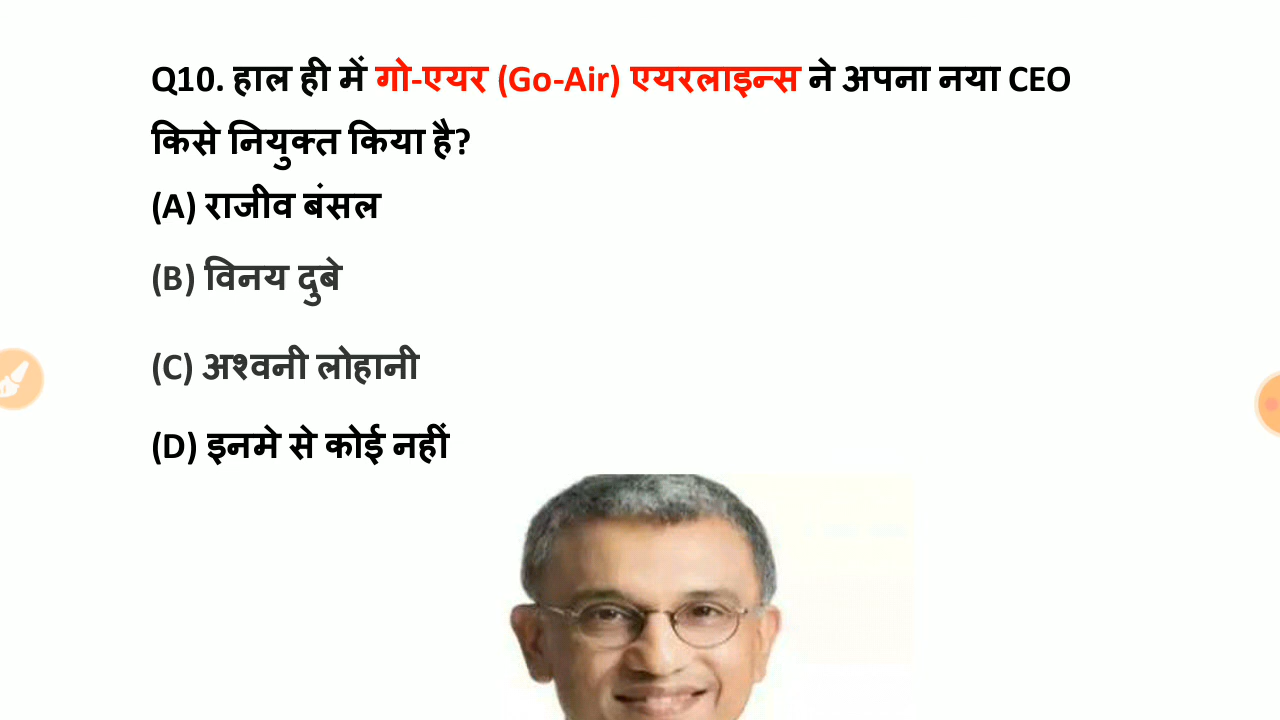 Q10. हाल ही में गो-एयर (Go-Air) एयरलाइन्स ने अपना नया CEO
किसे नियुक्त किया है?
(A) राजीव बंसल
(B) विनय दुबे
(C) अश्वनी लोहानी
(D) इनमे से कोई नहीं